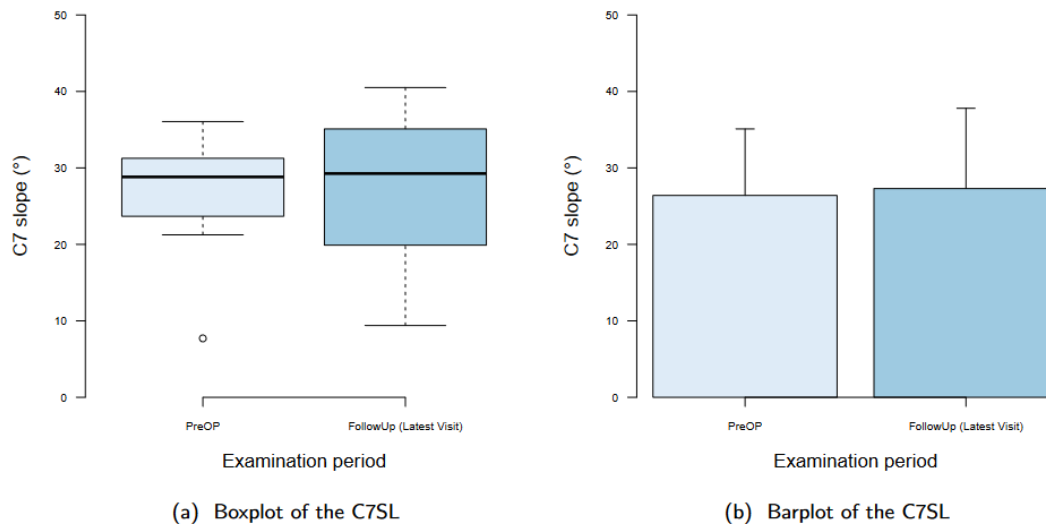 50
40
30
20
10
0
C7 slope (°)
PreOP
FollowUp (Latest Visit)
Examination period
(a) Boxplot of the C7SL
50
40
30
20
10
0
C7 slope (°)
PreOP
FollowUp (Latest Visit)
Examination period
(b) Barplot of the C7SL